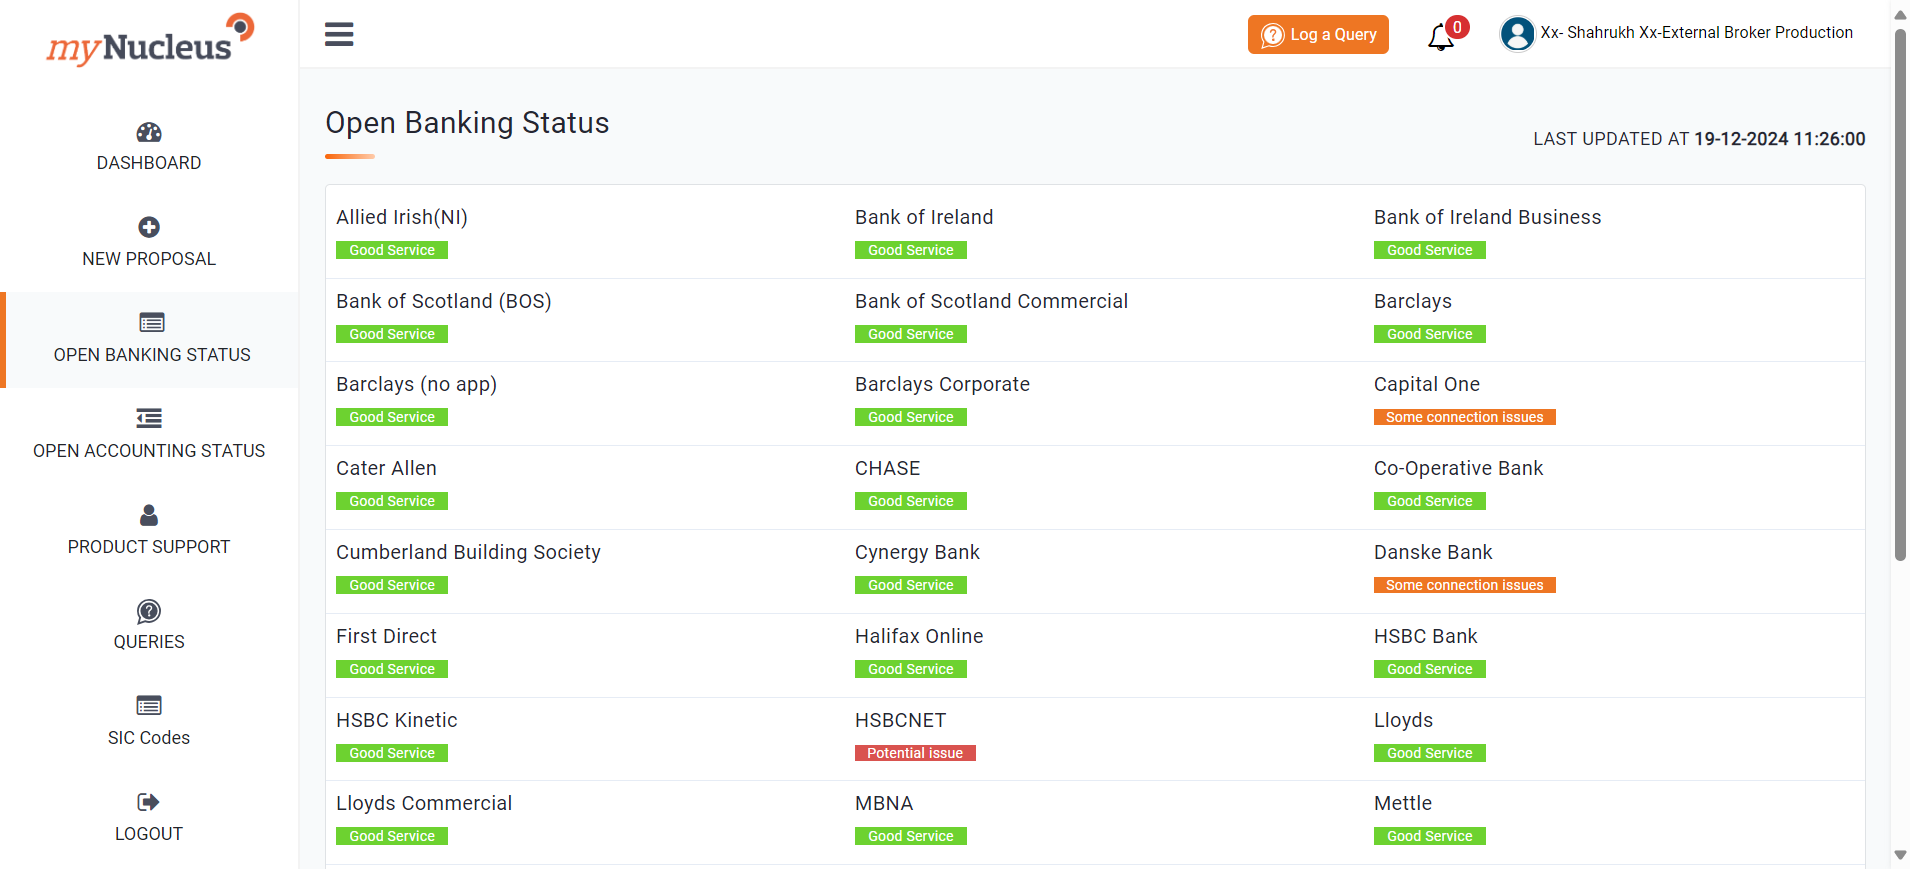 myNucleus
Log a Query
0
Xx- Shahrukh Xx-External Broker Production
DASHBOARD
NEW PROPOSAL
OPEN BANKING STATUS
OPEN ACCOUNTING STATUS
PRODUCT SUPPORT
QUERIES
SIC Codes
LOGOUT
Open Banking Status
LAST UPDATED AT 19-12-2024 11:26:00
Allied Irish(NI)
Good Service
Bank of Ireland
Good Service
Bank of Ireland Business
Good Service
Bank of Scotland (BOS)
Good Service
Bank of Scotland Commercial
Good Service
Barclays
Good Service
Barclays (no app)
Good Service
Barclays Corporate
Good Service
Capital One
Some connection issues
Cater Allen
Good Service
CHASE
Good Service
Co-Operative Bank
Good Service
Cumberland Building Society
Good Service
Cynergy Bank
Good Service
Danske Bank
Some connection issues
First Direct
Good Service
Halifax Online
Good Service
HSBC Bank
Good Service
HSBC Kinetic
Good Service
HSBCNET
Potential issue
Lloyds
Good Service
Lloyds Commercial
Good Service
MBNA
Good Service
Mettle
Good Service